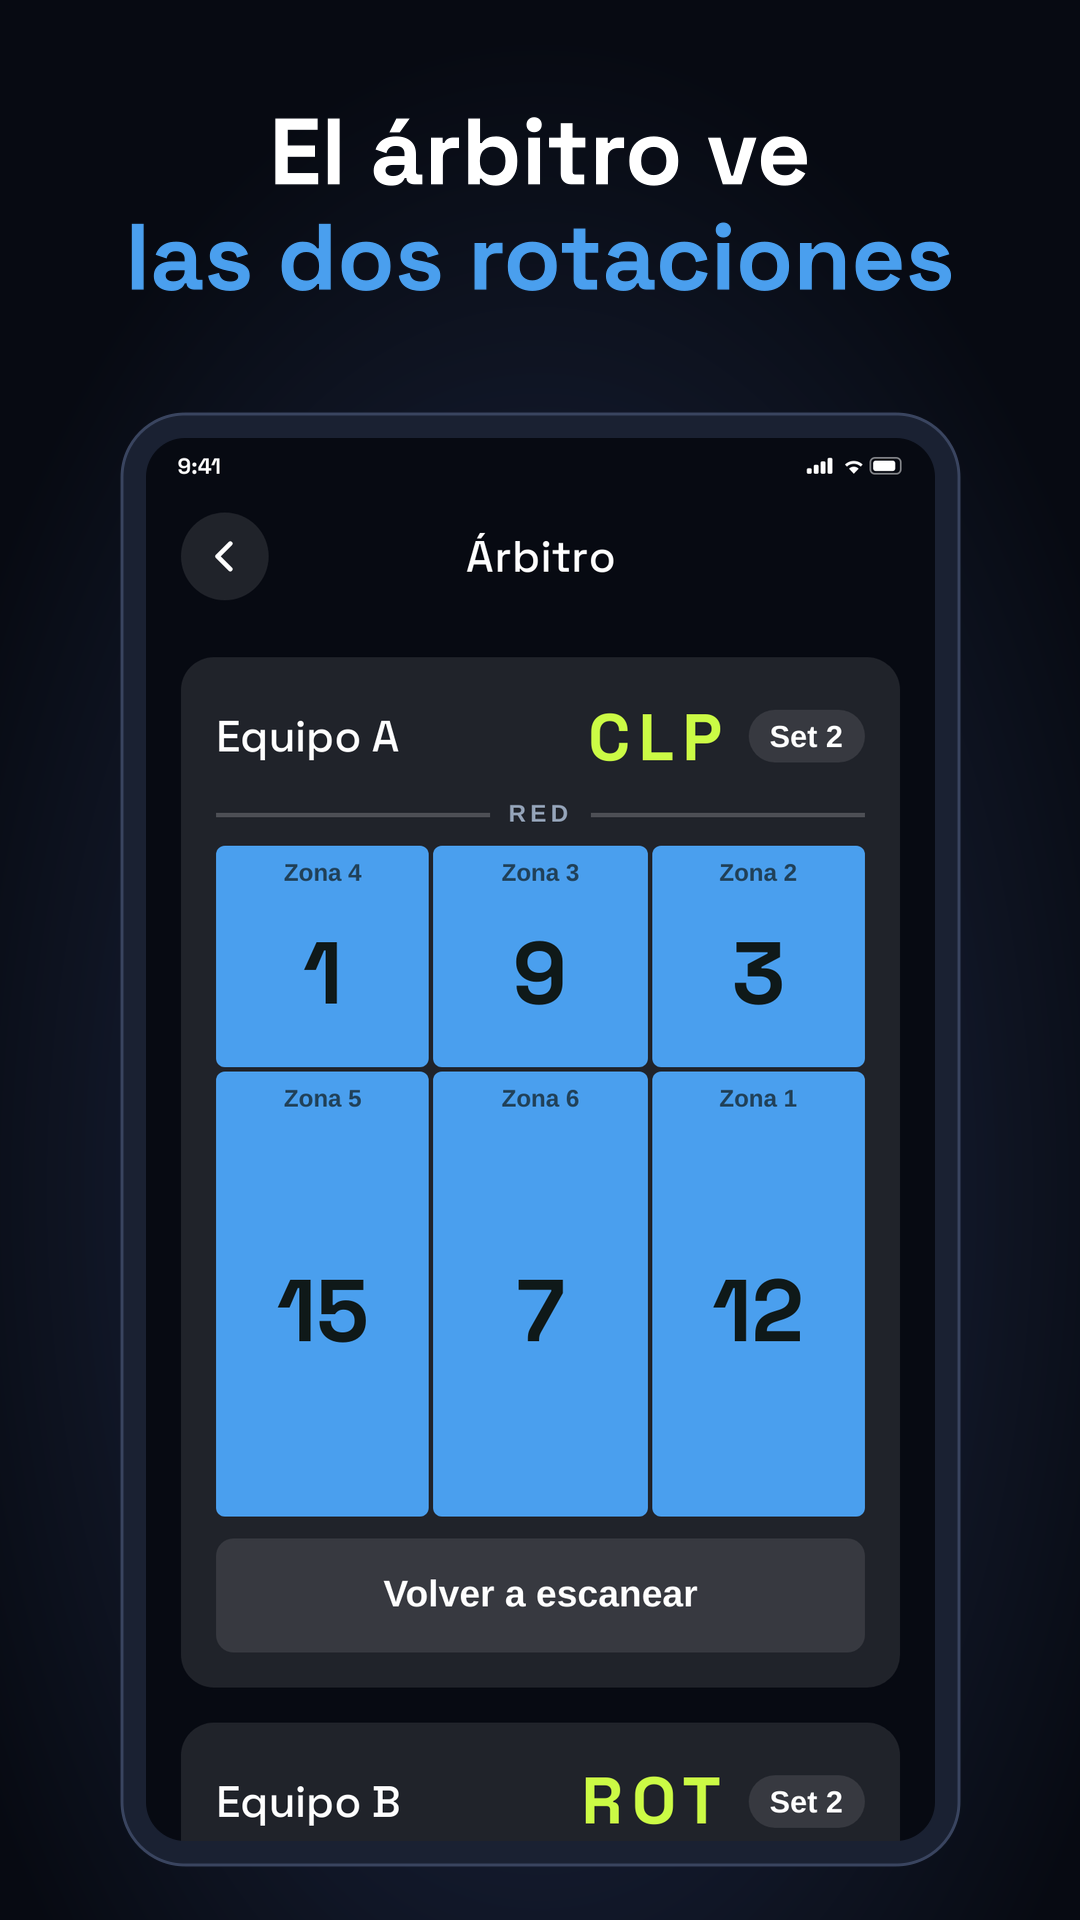 El árbitro ve
las dos rotaciones
9:41
Árbitro
Equipo A CLP Set 2
RED
Zona 4 Zona 3 Zona 2
1 9 3
Zona 5 Zona 6 Zona 1
15 7 12
Volver a escanear
Equipo B ROT Set 2